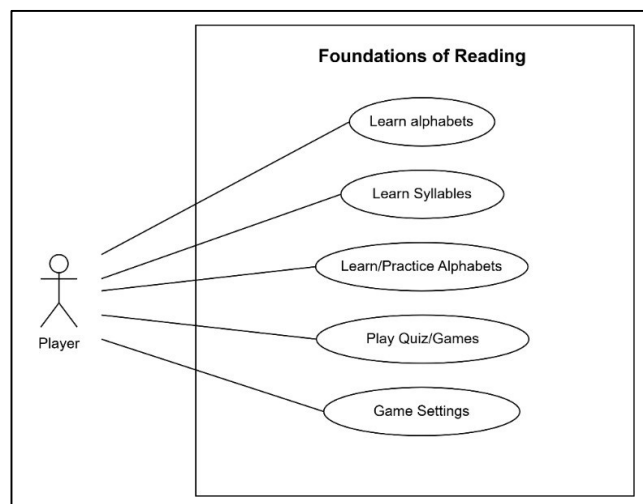 Foundations of Reading
Learn alphabets
Learn Syllables
Learn/Practice Alphabets
Play Quiz/Games
Game Settings
Player